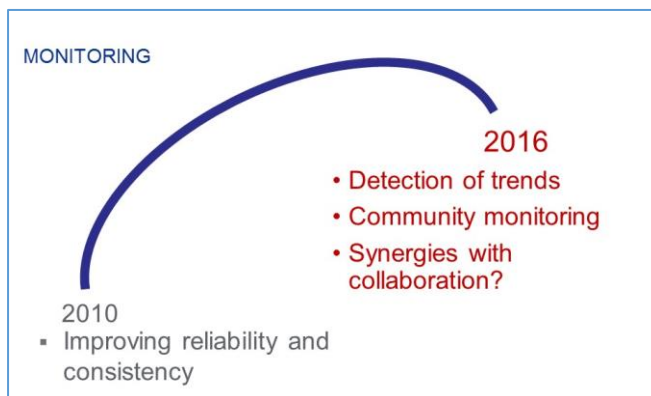 MONITORING
2016
• Detection of trends
• Community monitoring
• Synergies with
collaboration?
2010
▪ Improving reliability and
consistency